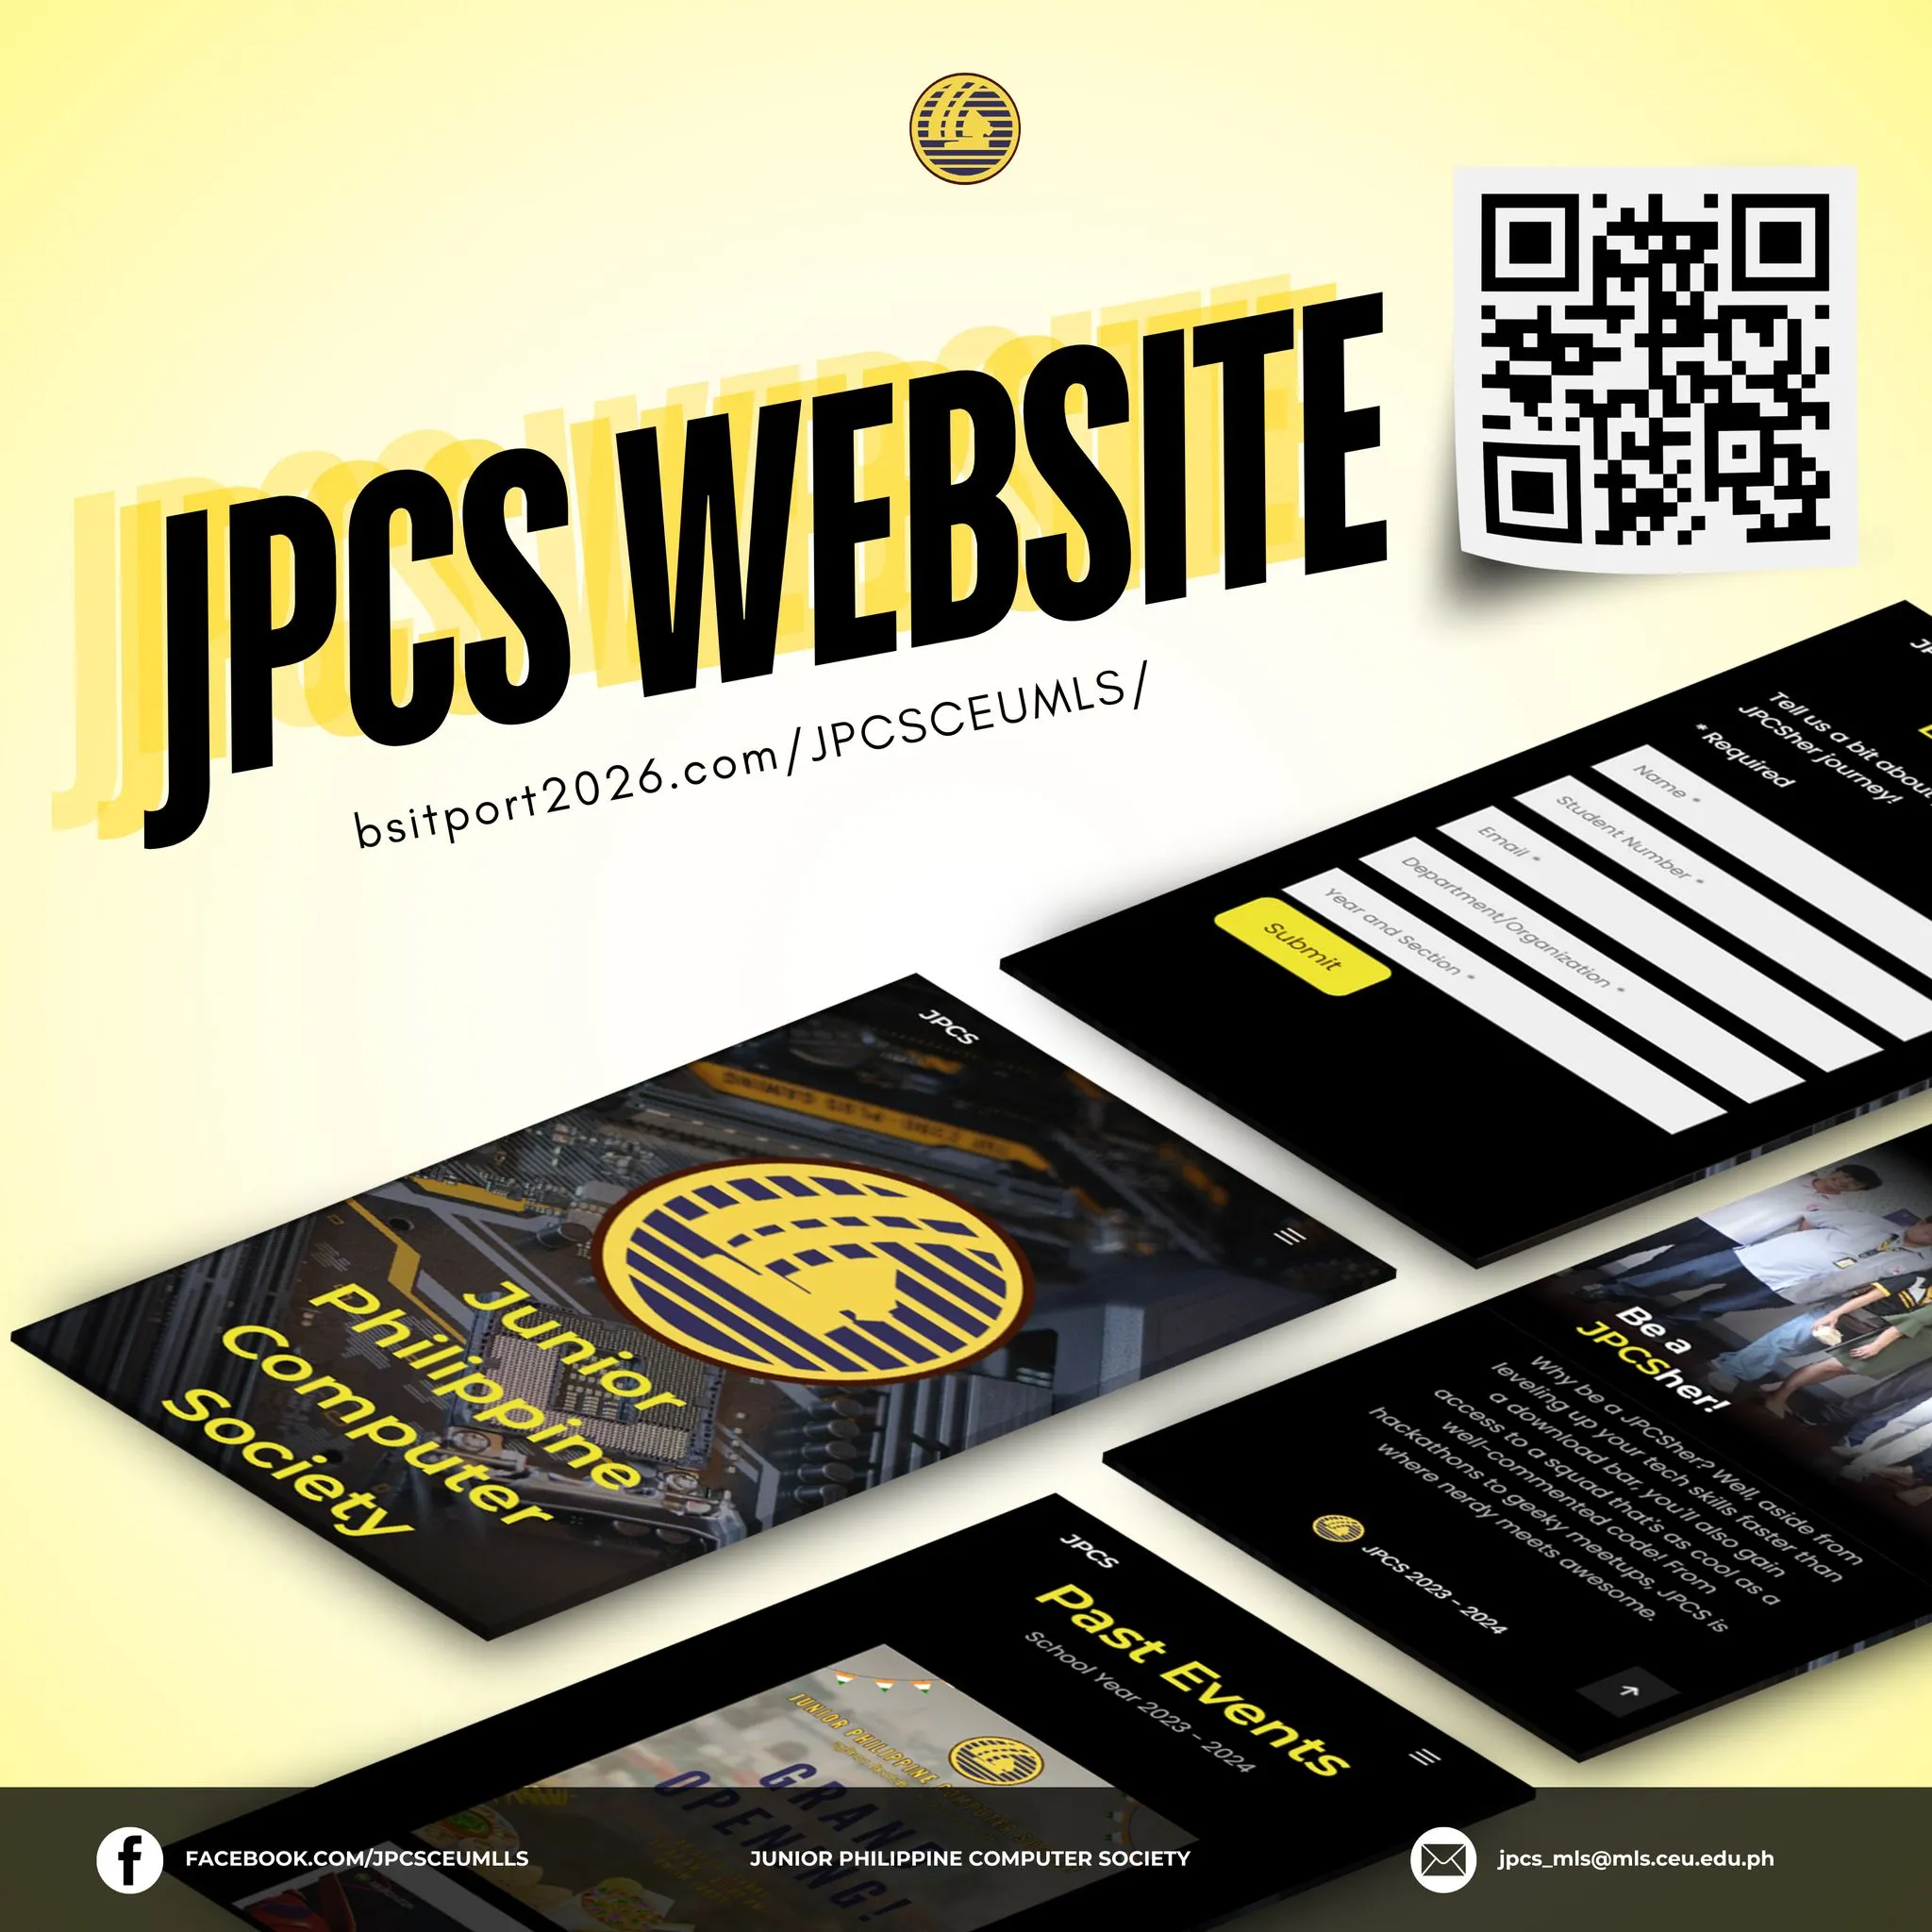 JPCS WEBSITE
bsitport2026.com/JPCSCEUMLS/
Tell us a bit about
JPCSher journey!
* Required
Name *
Student Number *
Email *
Department/Organization *
Year and Section *
Submit
JPCS
Junior
Philippine
Computer
Society
Be a
JPCSher!
Why be a JPCSher? Well, aside from
leveling up your tech skills faster than
a download bar, you'll also gain
access to a squad that's as cool as a
well-commented code! From
hackathons to geeky meetups, JPCS is
where nerdy meets awesome.
JPCS 2023 - 2024
JPCS
Past Events
School Year 2023 - 2024
JUNIOR PHILIPPINE COMPUTER
GRAND
OPENING!
FACEBOOK.COM/JPCSCEUMLLS
JUNIOR PHILIPPINE COMPUTER SOCIETY
jpcs_mls@mls.ceu.edu.ph